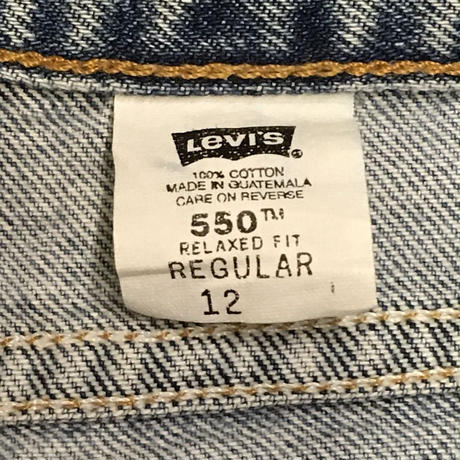 Levi's ®
100% COTTON
MADE IN GUATEMALA
CARE ON REVERSE
550™
RELAXED FIT
REGULAR
12